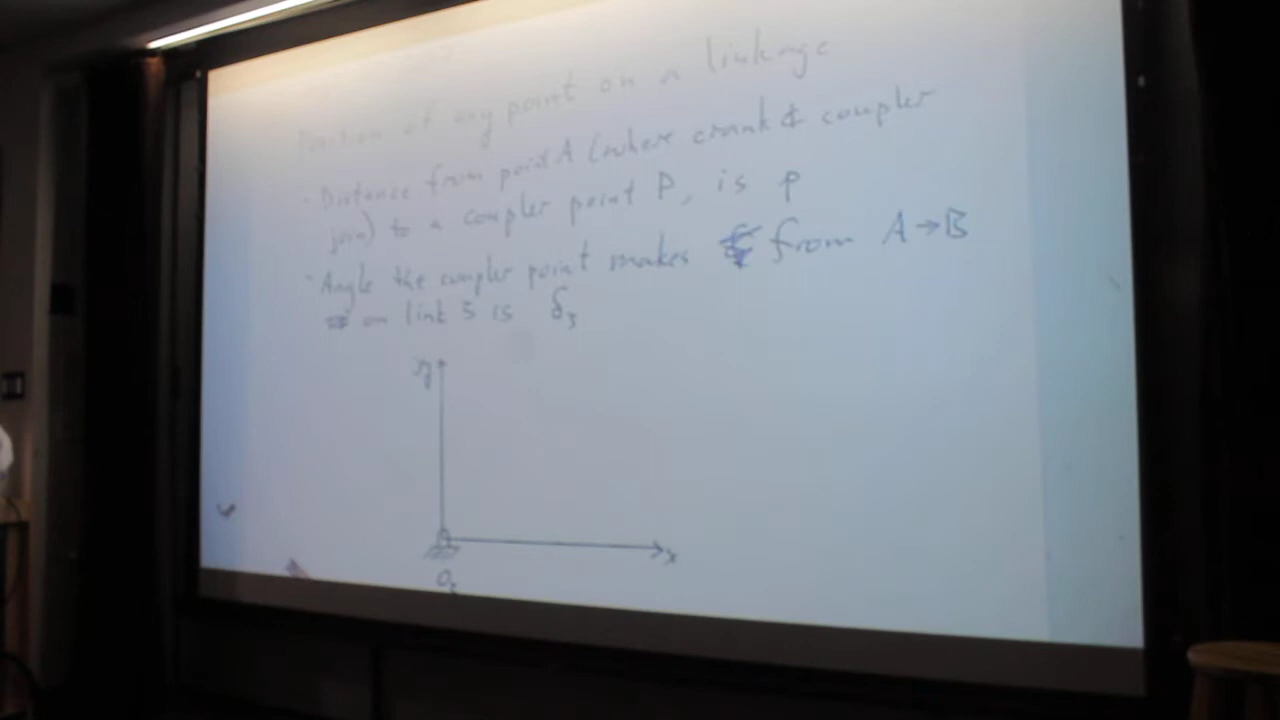 Position of any point on a linkage
· Distance from point A (where crank & coupler
join) to a coupler point P, is p
· Angle the coupler point makes from A→B
on link 3 is δ₃
y
x
O₂